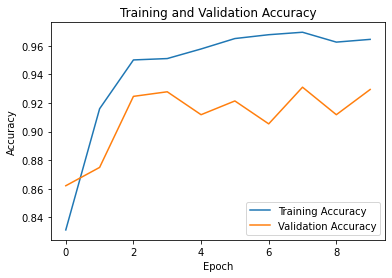 Training and Validation Accuracy
Accuracy
0.96
0.94
0.92
0.90
0.88
0.86
0.84
Training Accuracy
Validation Accuracy
0 2 4 6 8
Epoch